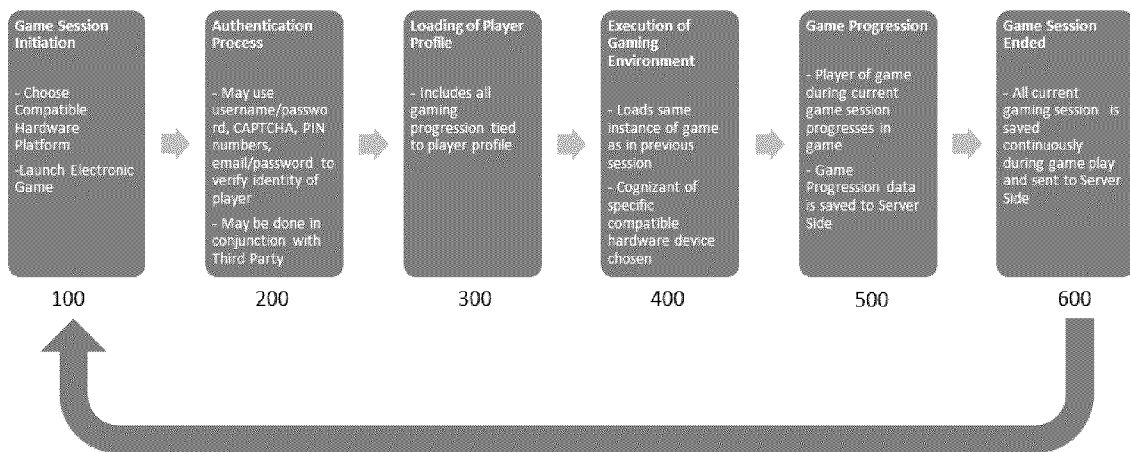 Game Session
Initiation
- Choose
Compatible
Hardware
Platform
-Launch Electronic
Game
100
Authentication
Process
- May use
username/passwo
rd, CAPTCHA, PIN
numbers,
email/password to
verify identity of
player
- May be done in
conjunction with
Third Party
200
Loading of Player
Profile
- Includes all
gaming
progression tied
to player profile
300
Execution of
Gaming
Environment
- Loads same
instance of game
as in previous
session
- Cognizant of
specific
compatible
hardware device
chosen
400
Game Progression
- Player of game
during current
game session
progresses in
game
- Game
Progression data
is saved to Server
Side
500
Game Session
Ended
- All current
gaming session is
saved
continuously
during game play
and sent to Server
Side
600